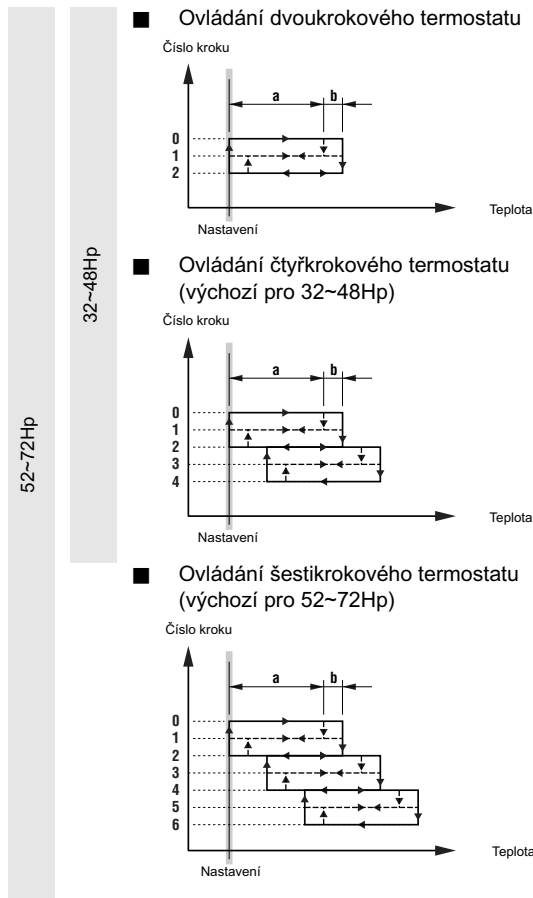 52~72Hp
32~48Hp
■ Ovládání dvoukrokového termostatu
Číslo kroku
a b
0
1
2
Teplota
Nastavení
■ Ovládání čtyřkrokového termostatu
(výchozí pro 32~48Hp)
Číslo kroku
a b
0
1
2
3
4
Teplota
Nastavení
■ Ovládání šestikrokového termostatu
(výchozí pro 52~72Hp)
Číslo kroku
a b
0
1
2
3
4
5
6
Teplota
Nastavení